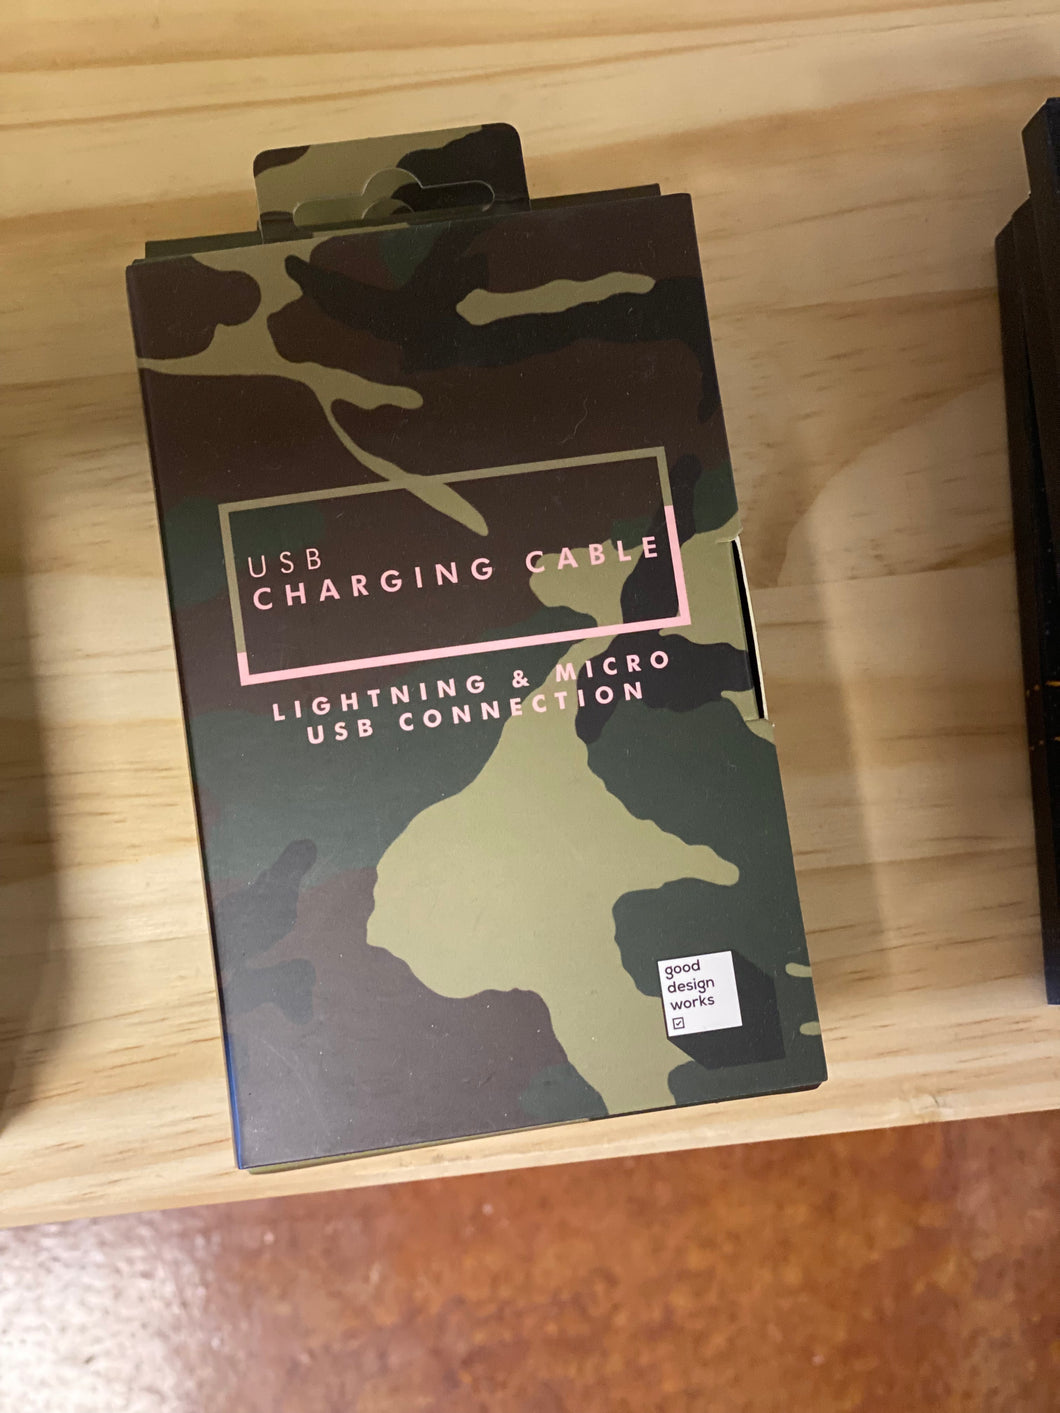 USB
CHARGING CABLE
LIGHTNING & MICRO
USB CONNECTION
good
design
works